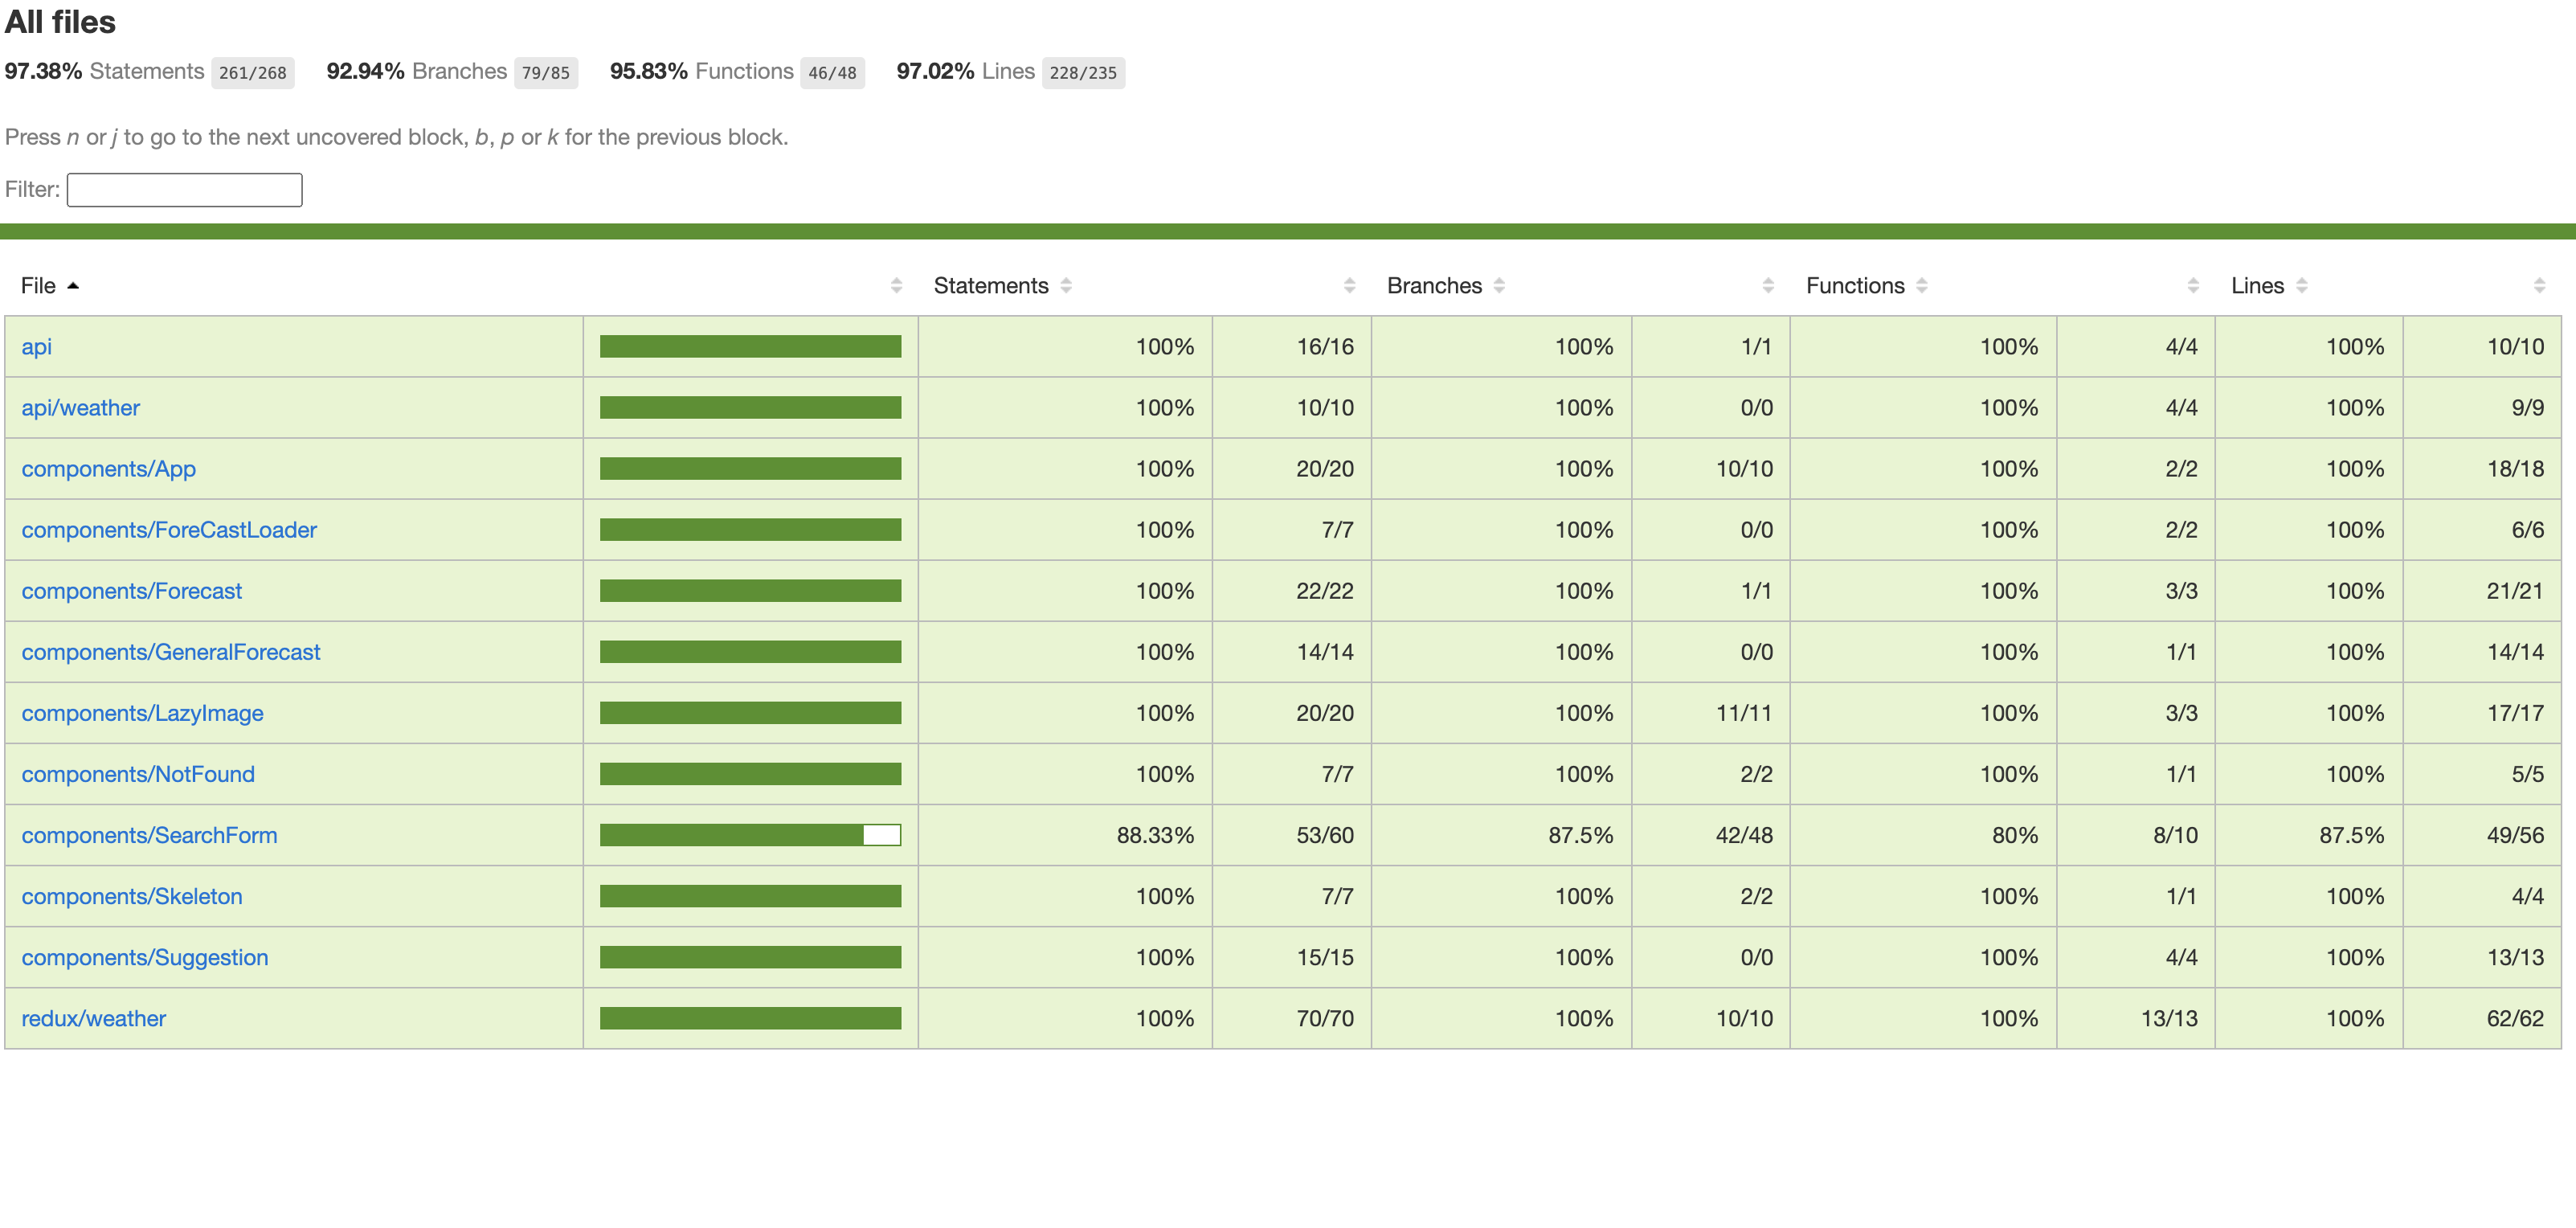 All files
97.38% Statements 261/268 92.94% Branches 79/85 95.83% Functions 46/48 97.02% Lines 228/235
Press n or j to go to the next uncovered block, b, p or k for the previous block.
Filter:
File Statements Branches Functions Lines
api 100% 16/16 100% 1/1 100% 4/4 100% 10/10
api/weather 100% 10/10 100% 0/0 100% 4/4 100% 9/9
components/App 100% 20/20 100% 10/10 100% 2/2 100% 18/18
components/ForeCastLoader 100% 7/7 100% 0/0 100% 2/2 100% 6/6
components/Forecast 100% 22/22 100% 1/1 100% 3/3 100% 21/21
components/GeneralForecast 100% 14/14 100% 0/0 100% 1/1 100% 14/14
components/LazyImage 100% 20/20 100% 11/11 100% 3/3 100% 17/17
components/NotFound 100% 7/7 100% 2/2 100% 1/1 100% 5/5
components/SearchForm 88.33% 53/60 87.5% 42/48 80% 8/10 87.5% 49/56
components/Skeleton 100% 7/7 100% 2/2 100% 1/1 100% 4/4
components/Suggestion 100% 15/15 100% 0/0 100% 4/4 100% 13/13
redux/weather 100% 70/70 100% 10/10 100% 13/13 100% 62/62